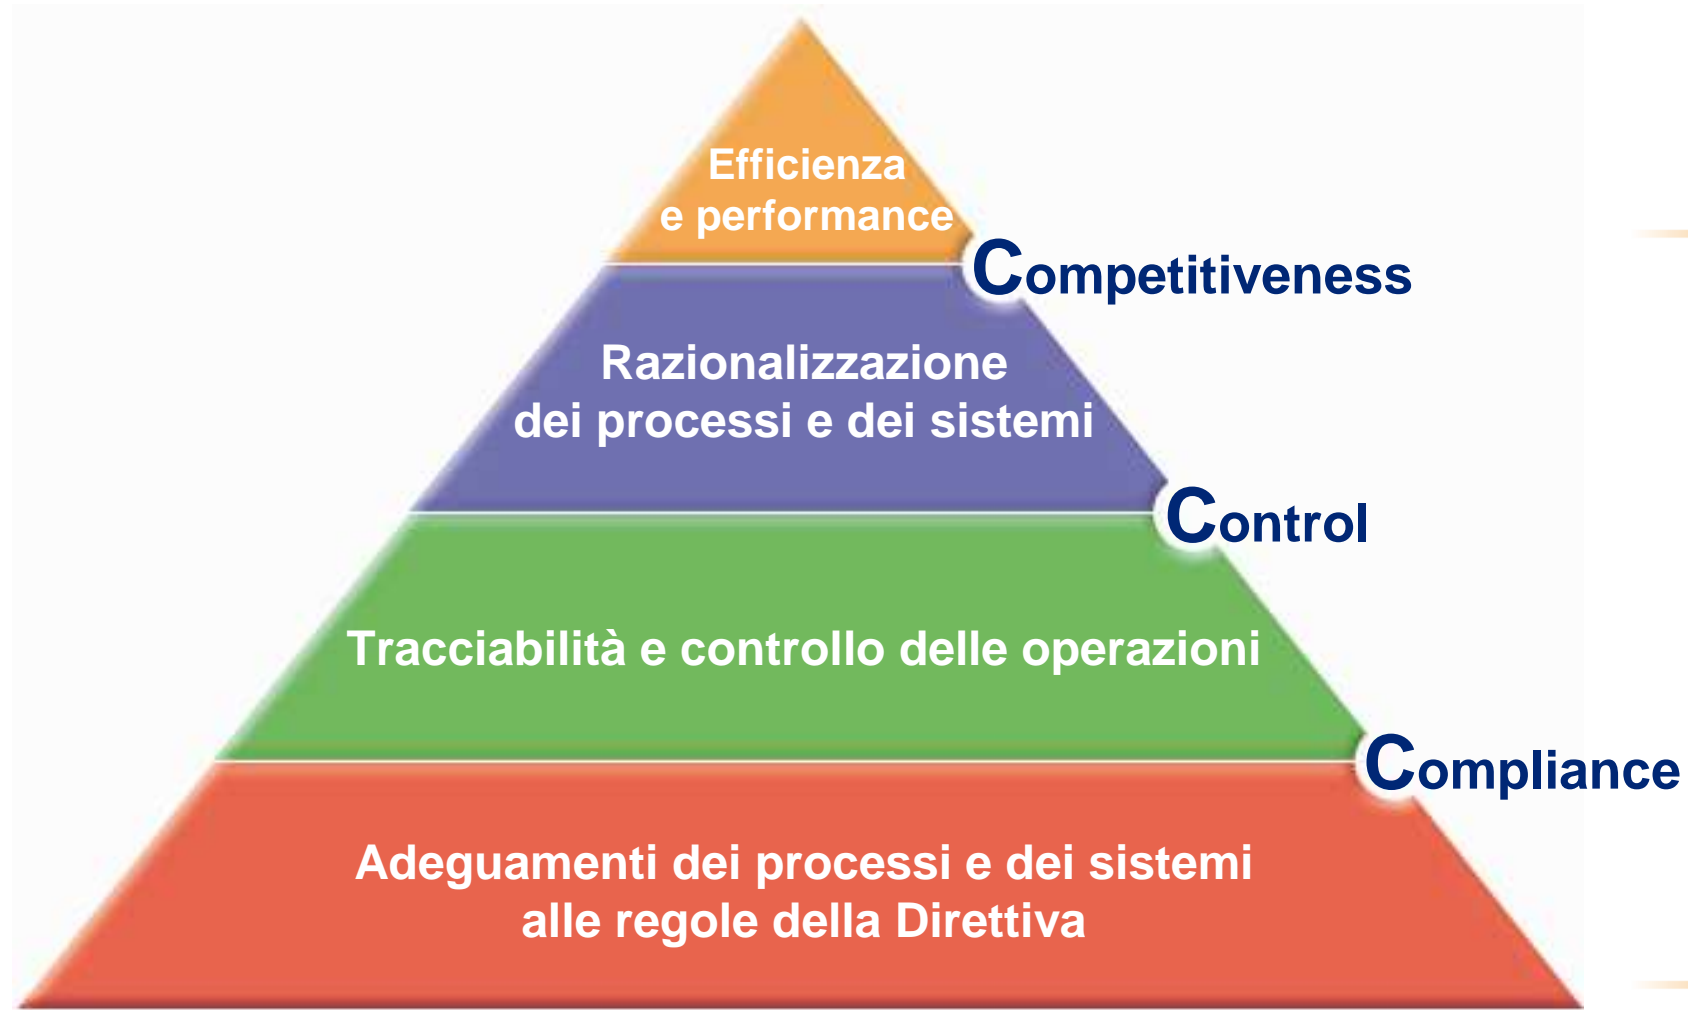 Efficienza
e performance
Competitiveness
Razionalizzazione
dei processi e dei sistemi
Control
Tracciabilità e controllo delle operazioni
Compliance
Adeguamenti dei processi e dei sistemi
alle regole della Direttiva